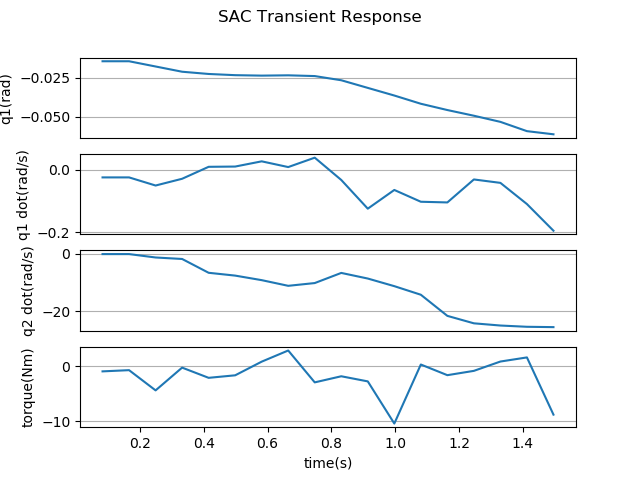 SAC Transient Response
q1(rad)
−0.025
−0.050
q1 dot(rad/s)
0.0
−0.2
q2 dot(rad/s)
0
−20
torque(Nm)
0
−10
0.2 0.4 0.6 0.8 1.0 1.2 1.4
time(s)